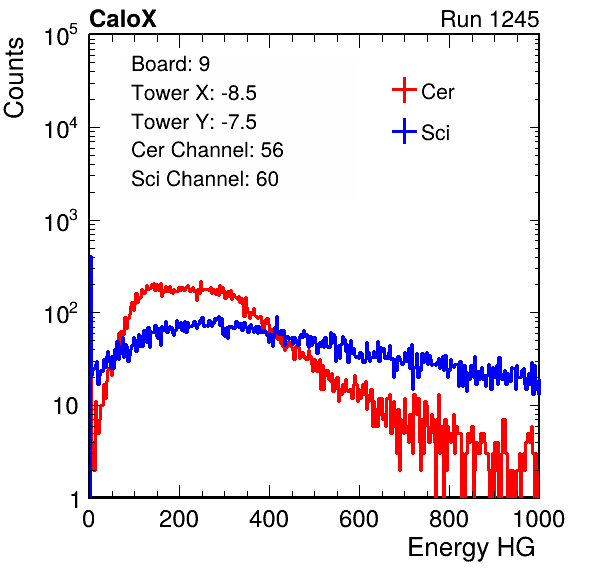 CaloX Run 1245
Counts
10^5
10^4
10^3
10^2
10
1
Board: 9
Tower X: -8.5
Tower Y: -7.5
Cer Channel: 56
Sci Channel: 60
Cer
Sci
0 200 400 600 800 1000
Energy HG